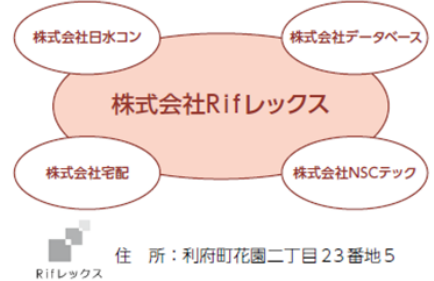 株式会社日水コン
株式会社データベース
株式会社Rifレックス
株式会社宅配
株式会社NSCテック
Rifレックス
住　所：利府町花園二丁目23番地5